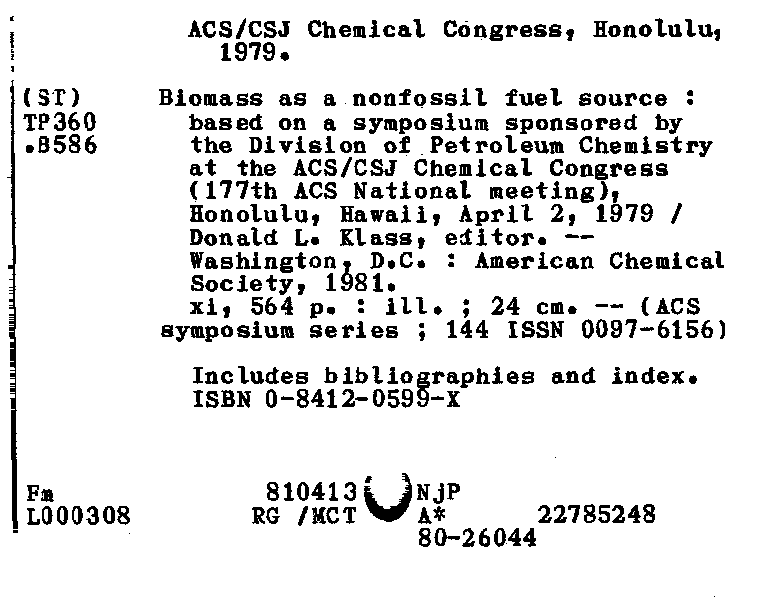 ACS/CSJ Chemical Congress, Honolulu,
1979.
(ST) Biomass as a nonfossil fuel source :
TP360 based on a symposium sponsored by
.B586 the Division of Petroleum Chemistry
at the ACS/CSJ Chemical Congress
(177th ACS National meeting),
Honolulu, Hawaii, April 2, 1979 /
Donald L. Klass, editor. --
Washington, D.C. : American Chemical
Society, 1981.
xi, 564 p. : ill. ; 24 cm. -- (ACS
symposium series ; 144 ISSN 0097-6156)
Includes bibliographies and index.
ISBN 0-8412-0599-X
Fm 810413 NjP
L000308 RG /MCT A* 22785248
80-26044